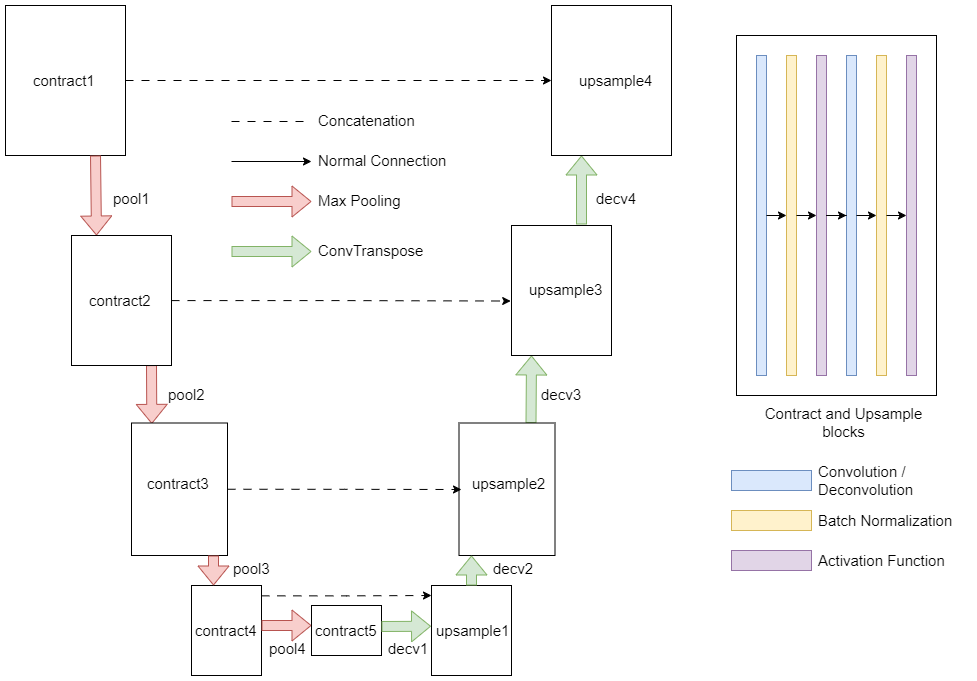 contract1
upsample4
Concatenation
Normal Connection
Max Pooling
ConvTranspose
pool1
decv4
contract2
upsample3
pool2
decv3
contract3
upsample2
pool3
decv2
contract4
pool4
contract5
decv1
upsample1
Contract and Upsample
blocks
Convolution /
Deconvolution
Batch Normalization
Activation Function